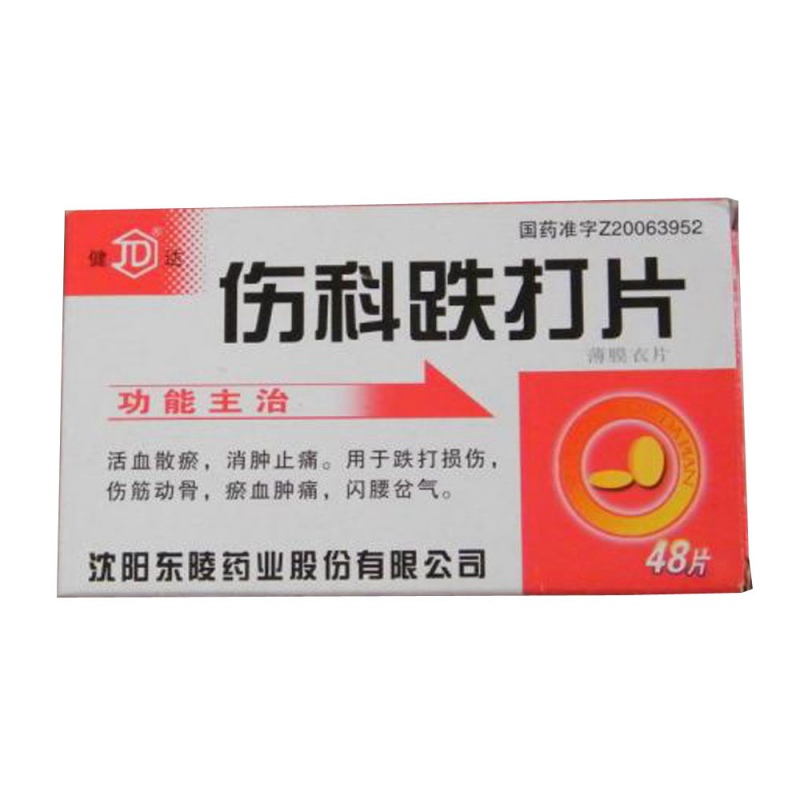 国药准字Z20063952
健JD®达
伤科跌打片
薄膜衣片
功能主治
活血散瘀，消肿止痛。用于跌打损伤，
伤筋动骨，瘀血肿痛，闪腰岔气。
DAPIAN
48片
沈阳东陵药业股份有限公司